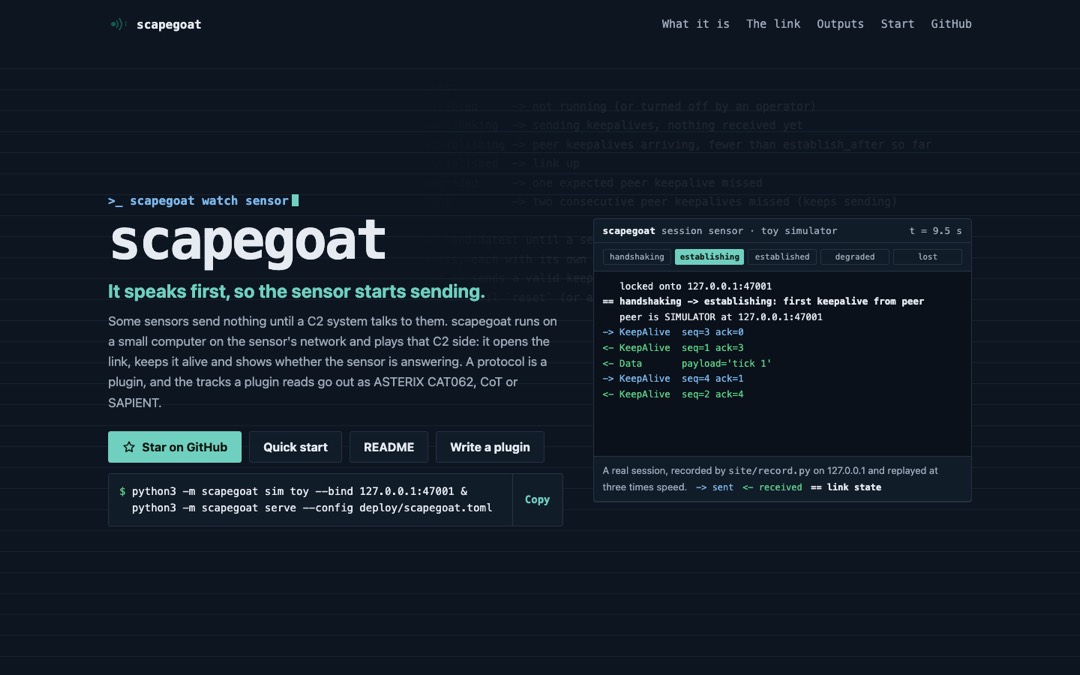 scapegoat
What it is The link Outputs Start GitHub
-> not running (or turned off by an operator)
-> sending keepalives, nothing received yet
-> peer keepalives arriving, fewer than establish_after so far
-> link up
-> one expected peer keepalive missed
-> two consecutive peer keepalives missed (keeps sending)
>_ scapegoat watch sensor
scapegoat
It speaks first, so the sensor starts sending.
Some sensors send nothing until a C2 system talks to them. scapegoat runs on
a small computer on the sensor's network and plays that C2 side: it opens the
link, keeps it alive and shows whether the sensor is answering. A protocol is a
plugin, and the tracks a plugin reads go out as ASTERIX CAT062, CoT or
SAPIENT.
Star on GitHub Quick start README Write a plugin
$ python3 -m scapegoat sim toy --bind 127.0.0.1:47001 &
python3 -m scapegoat serve --config deploy/scapegoat.toml
Copy
scapegoat session sensor · toy simulator t = 9.5 s
handshaking establishing established degraded lost
locked onto 127.0.0.1:47001
== handshaking -> establishing: first keepalive from peer
peer is SIMULATOR at 127.0.0.1:47001
-> KeepAlive seq=3 ack=0
<- KeepAlive seq=1 ack=3
<- Data payload='tick 1'
-> KeepAlive seq=4 ack=1
<- KeepAlive seq=2 ack=4
A real session, recorded by site/record.py on 127.0.0.1 and replayed at
three times speed. -> sent <- received == link state